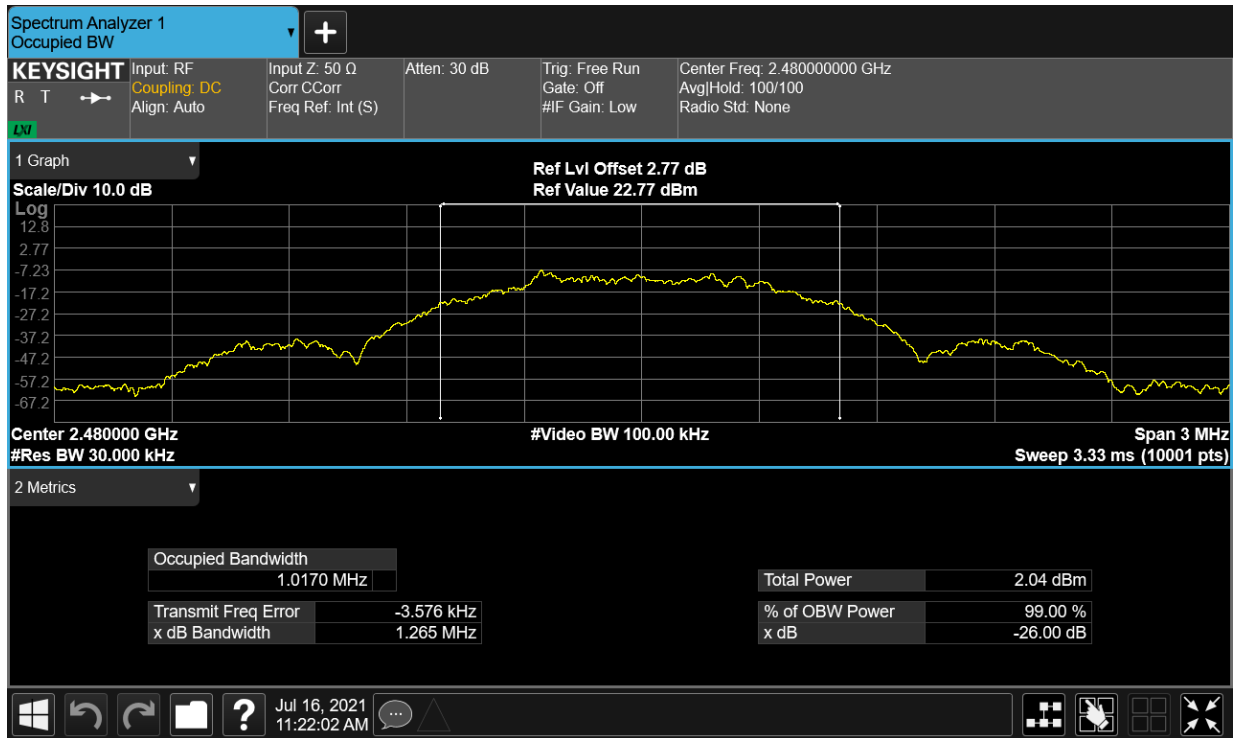 Spectrum Analyzer 1
Occupied BW
+
KEYSIGHT Input: RF Input Z: 50 Ω Atten: 30 dB Trig: Free Run Center Freq: 2.480000000 GHz
R T Coupling: DC Corr CCorr Gate: Off Avg|Hold: 100/100
Align: Auto Freq Ref: Int (S) #IF Gain: Low Radio Std: None
LXI
1 Graph
Ref Lvl Offset 2.77 dB
Scale/Div 10.0 dB Ref Value 22.77 dBm
Log
12.8
2.77
-7.23
-17.2
-27.2
-37.2
-47.2
-57.2
-67.2
Center 2.480000 GHz #Video BW 100.00 kHz Span 3 MHz
#Res BW 30.000 kHz Sweep 3.33 ms (10001 pts)
2 Metrics
Occupied Bandwidth
1.0170 MHz Total Power 2.04 dBm
Transmit Freq Error -3.576 kHz % of OBW Power 99.00 %
x dB Bandwidth 1.265 MHz x dB -26.00 dB
? Jul 16, 2021
11:22:02 AM